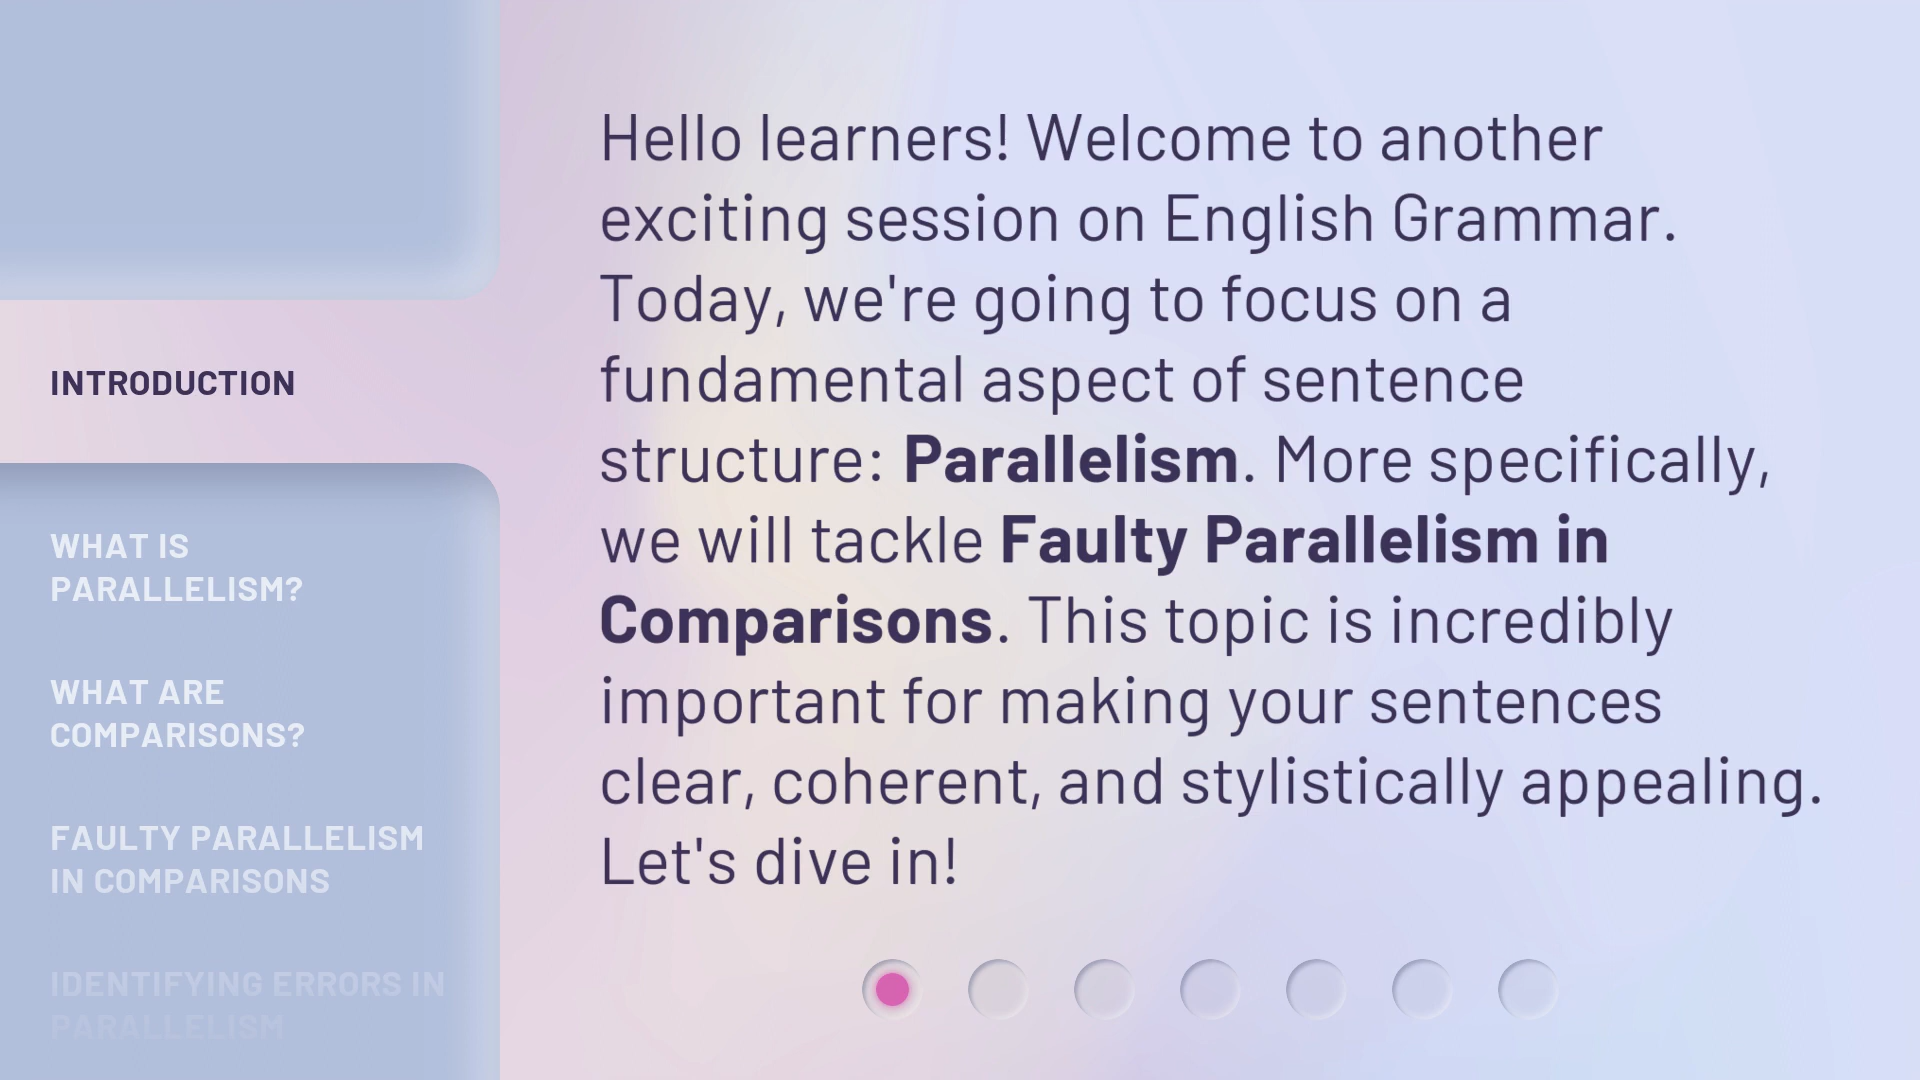 INTRODUCTION
WHAT IS
PARALLELISM?
WHAT ARE
COMPARISONS?
FAULTY PARALLELISM
IN COMPARISONS
IDENTIFYING ERRORS IN
PARALLELISM
Hello learners! Welcome to another
exciting session on English Grammar.
Today, we're going to focus on a
fundamental aspect of sentence
structure: Parallelism. More specifically,
we will tackle Faulty Parallelism in
Comparisons. This topic is incredibly
important for making your sentences
clear, coherent, and stylistically appealing.
Let's dive in!